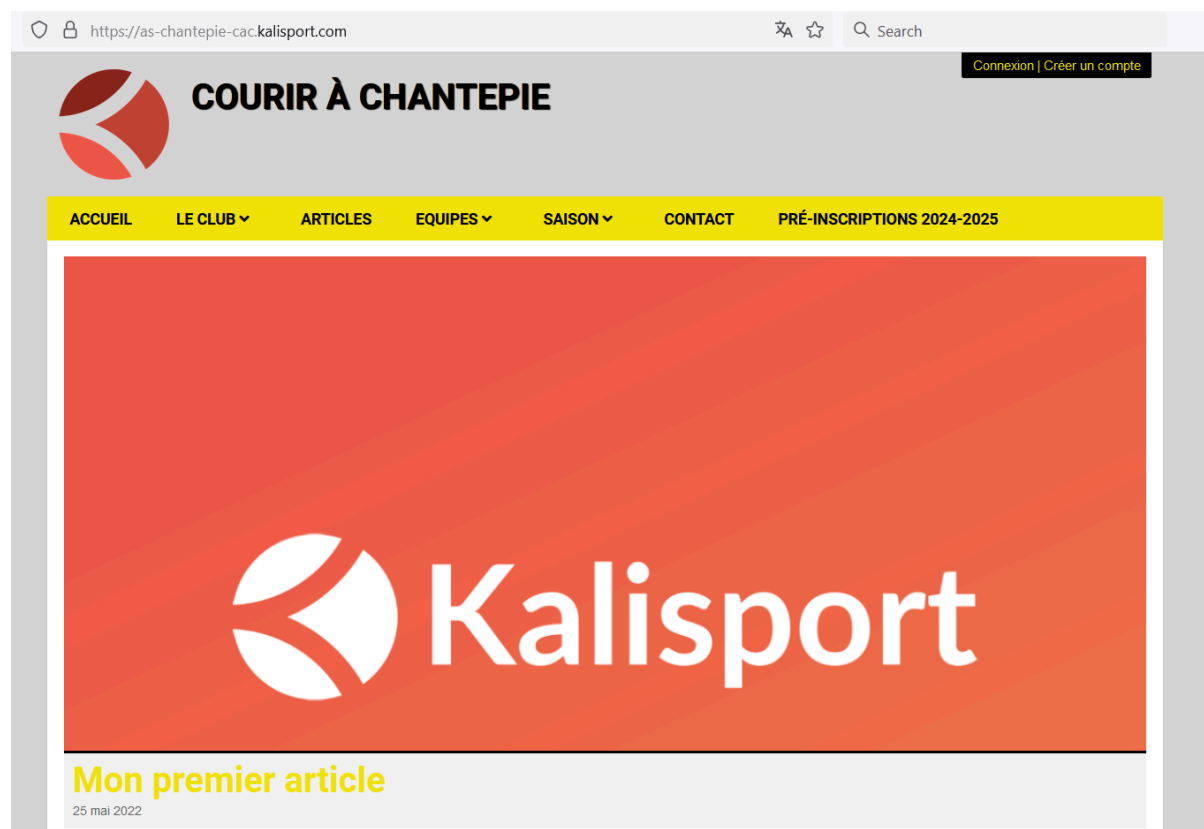 https://as-chantepie-cac.kalisport.com
Search
Connexion | Créer un compte
COURIR À CHANTEPIE
ACCUEIL LE CLUB ARTICLES EQUIPES SAISON CONTACT PRÉ-INSCRIPTIONS 2024-2025
Kalisport
Mon premier article
25 mai 2022